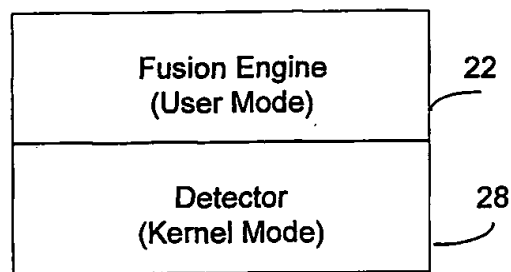 Fusion Engine
(User Mode)
22
Detector
(Kernel Mode)
28